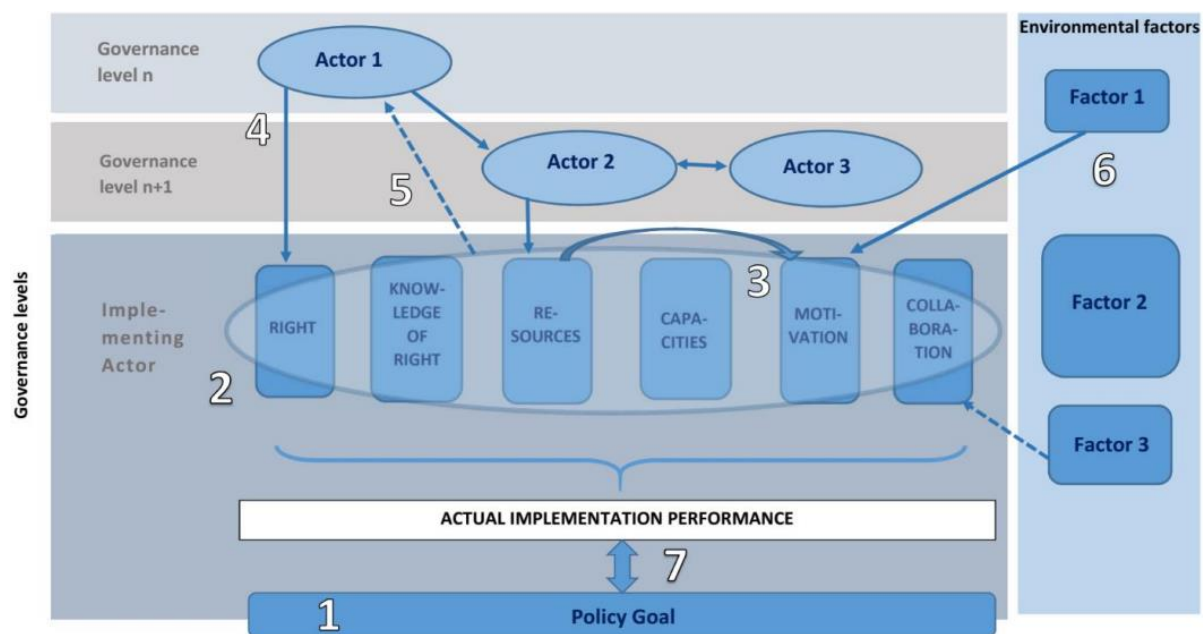 Environmental factors
Governance
level n
Actor 1
Factor 1
4
Governance
level n+1
Actor 2
Actor 3
5
6
Governance levels
Imple-
menting
Actor
RIGHT
KNOW-
LEDGE
OF
RIGHT
RE-
SOURCES
CAPA-
CITIES
3
MOTI-
VATION
COLLA-
BORA-
TION
Factor 2
2
Factor 3
ACTUAL IMPLEMENTATION PERFORMANCE
7
1
Policy Goal